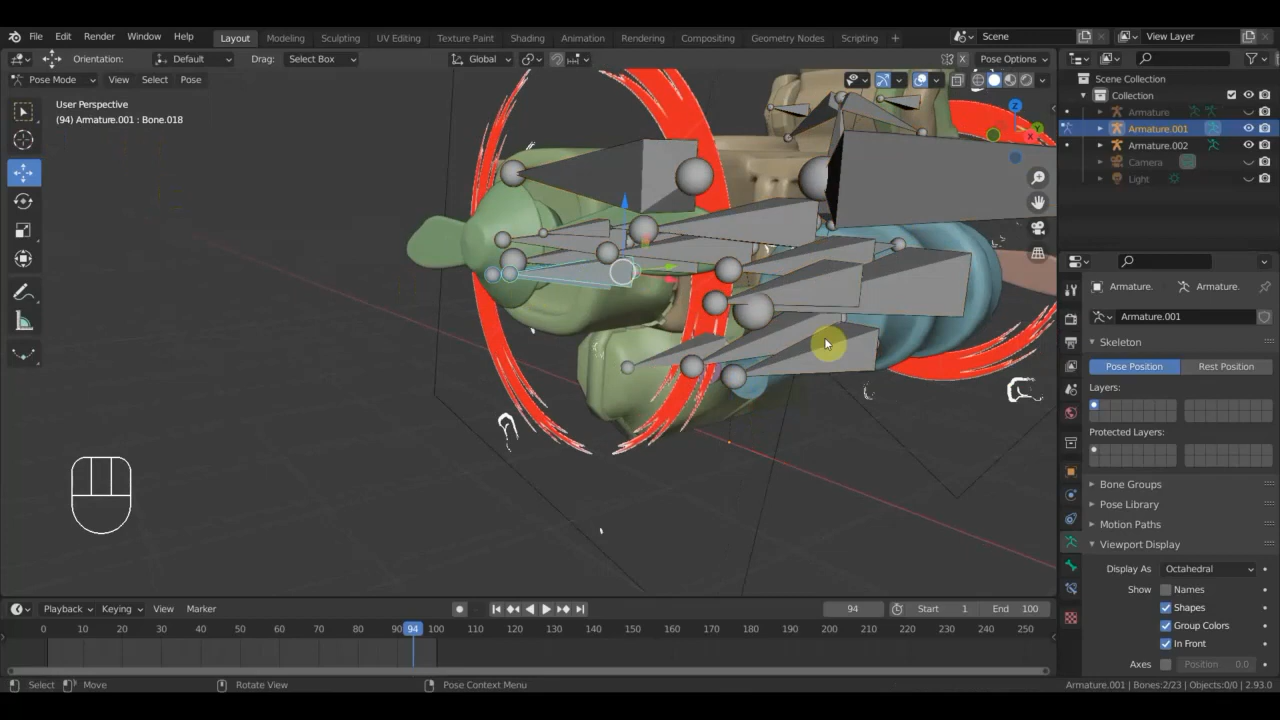 File Edit Render Window Help Layout Modeling Sculpting UV Editing Texture Paint Shading Animation Rendering Compositing Geometry Nodes Scripting + Scene View Layer
Orientation: Default Drag: Select Box Global Pose Options
Pose Mode View Select Pose
User Perspective
(94) Armature.001 : Bone.018
Z
Y
X
Scene Collection
Collection
Armature
Armature.001
Armature.002
Camera
Light
Armature. Armature.
Armature.001
Skeleton
Pose Position Rest Position
Layers:
Protected Layers:
Bone Groups
Pose Library
Motion Paths
Viewport Display
Display As Octahedral
Show Names
Shapes
Group Colors
In Front
Axes Position 0.0
Playback Keying View Marker 94 Start 1 End 100
0 10 20 30 40 50 60 70 80 90 94 100 110 120 130 140 150 160 170 180 190 200 210 220 230 240 250
Select Move Rotate View Pose Context Menu Armature.001 | Bones:2/23 | Objects:0/0 | 2.93.0